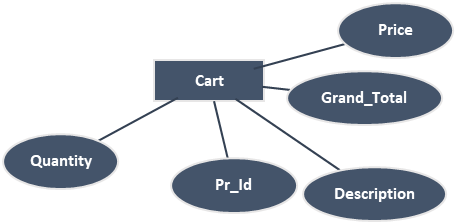 Price
Cart
Grand_Total
Quantity
Pr_Id
Description